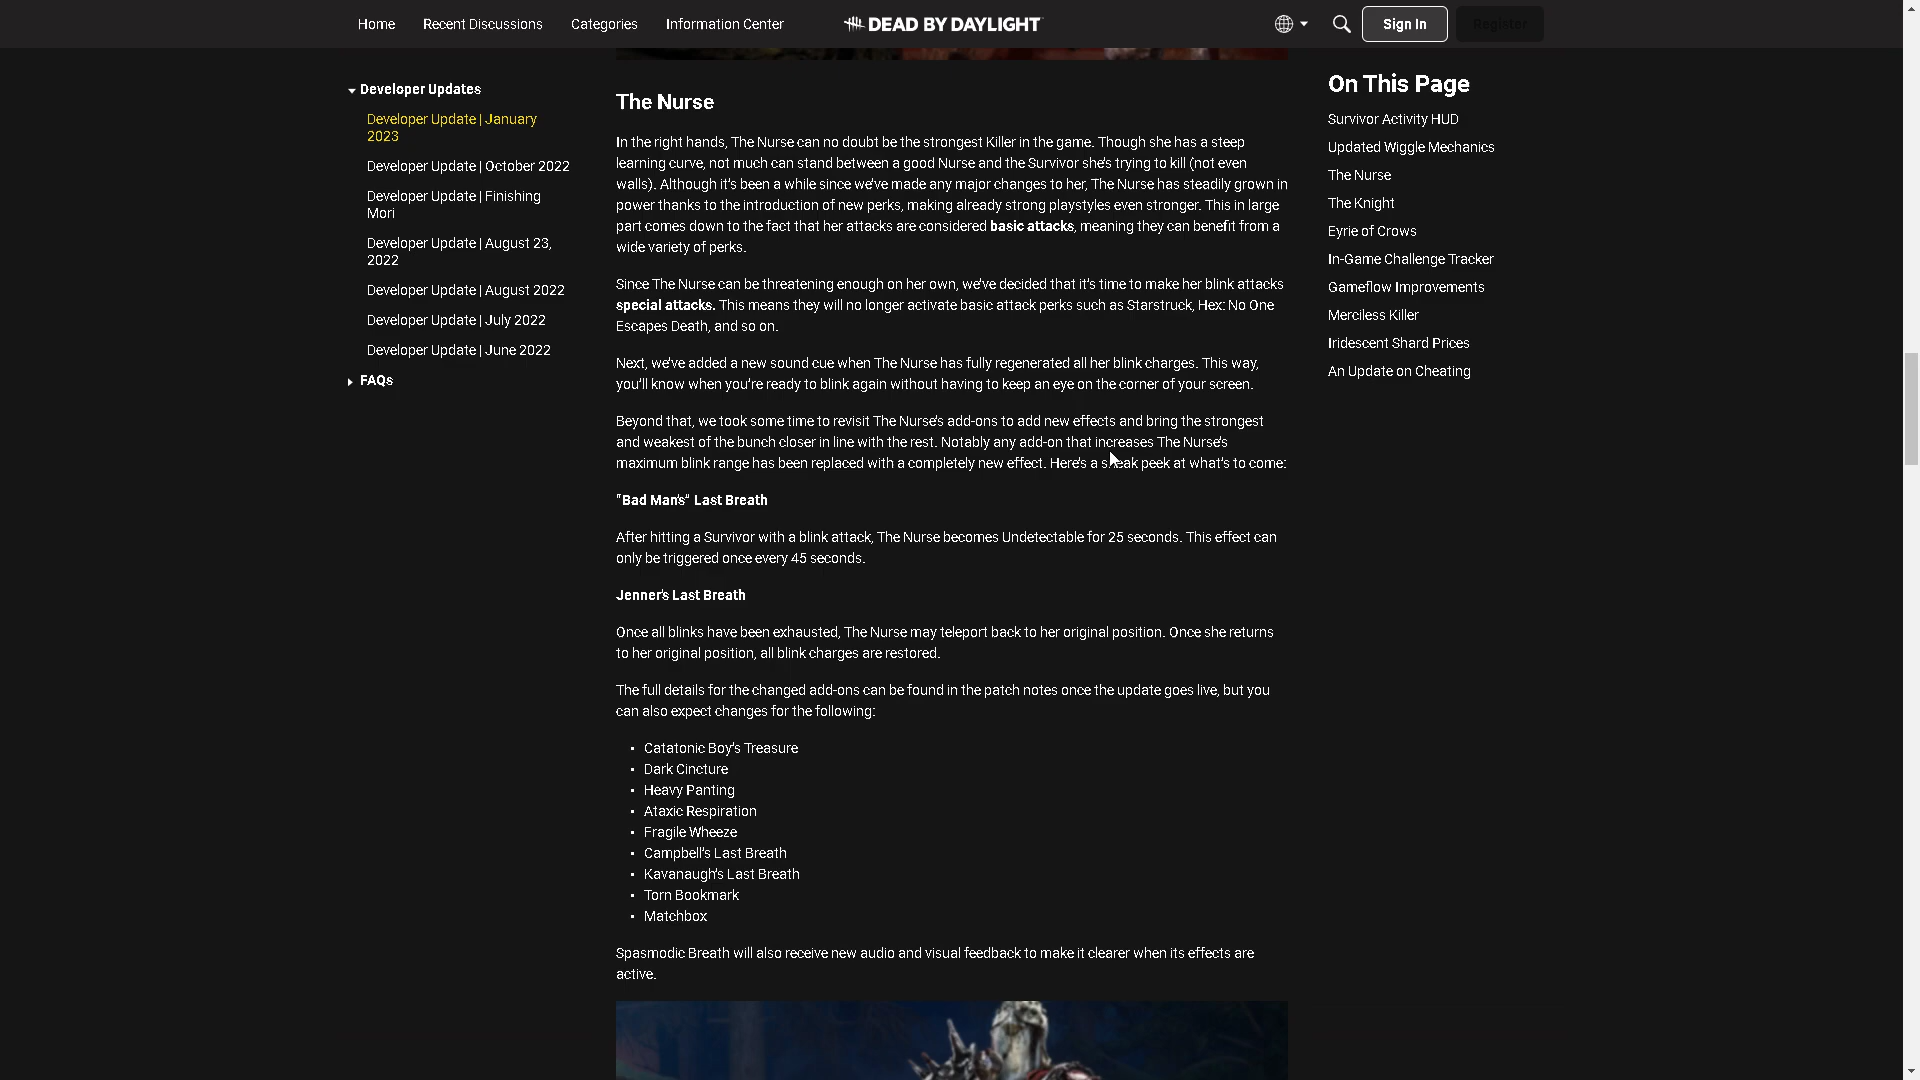 Home Recent Discussions Categories Information Center DEAD BY DAYLIGHT Sign In Register
Developer Updates
Developer Update | January
2023
Developer Update | October 2022
Developer Update | Finishing
Mori
Developer Update | August 23,
2022
Developer Update | August 2022
Developer Update | July 2022
Developer Update | June 2022
FAQs
The Nurse
In the right hands, The Nurse can no doubt be the strongest Killer in the game. Though she has a steep
learning curve, not much can stand between a good Nurse and the Survivor she's trying to kill (not even
walls). Although it's been a while since we've made any major changes to her, The Nurse has steadily grown in
power thanks to the introduction of new perks, making already strong playstyles even stronger. This in large
part comes down to the fact that her attacks are considered basic attacks, meaning they can benefit from a
wide variety of perks.
Since The Nurse can be threatening enough on her own, we've decided that it's time to make her blink attacks
special attacks. This means they will no longer activate basic attack perks such as Starstruck, Hex: No One
Escapes Death, and so on.
Next, we've added a new sound cue when The Nurse has fully regenerated all her blink charges. This way,
you'll know when you're ready to blink again without having to keep an eye on the corner of your screen.
Beyond that, we took some time to revisit The Nurse's add-ons to add new effects and bring the strongest
and weakest of the bunch closer in line with the rest. Notably any add-on that increases The Nurse's
maximum blink range has been replaced with a completely new effect. Here's a sneak peek at what's to come:
"Bad Man's" Last Breath
After hitting a Survivor with a blink attack, The Nurse becomes Undetectable for 25 seconds. This effect can
only be triggered once every 45 seconds.
Jenner's Last Breath
Once all blinks have been exhausted, The Nurse may teleport back to her original position. Once she returns
to her original position, all blink charges are restored.
The full details for the changed add-ons can be found in the patch notes once the update goes live, but you
can also expect changes for the following:
• Catatonic Boy's Treasure
• Dark Cincture
• Heavy Panting
• Ataxic Respiration
• Fragile Wheeze
• Campbell's Last Breath
• Kavanaugh's Last Breath
• Torn Bookmark
• Matchbox
Spasmodic Breath will also receive new audio and visual feedback to make it clearer when its effects are
active.
On This Page
Survivor Activity HUD
Updated Wiggle Mechanics
The Nurse
The Knight
Eyrie of Crows
In-Game Challenge Tracker
Gameflow Improvements
Merciless Killer
Iridescent Shard Prices
An Update on Cheating